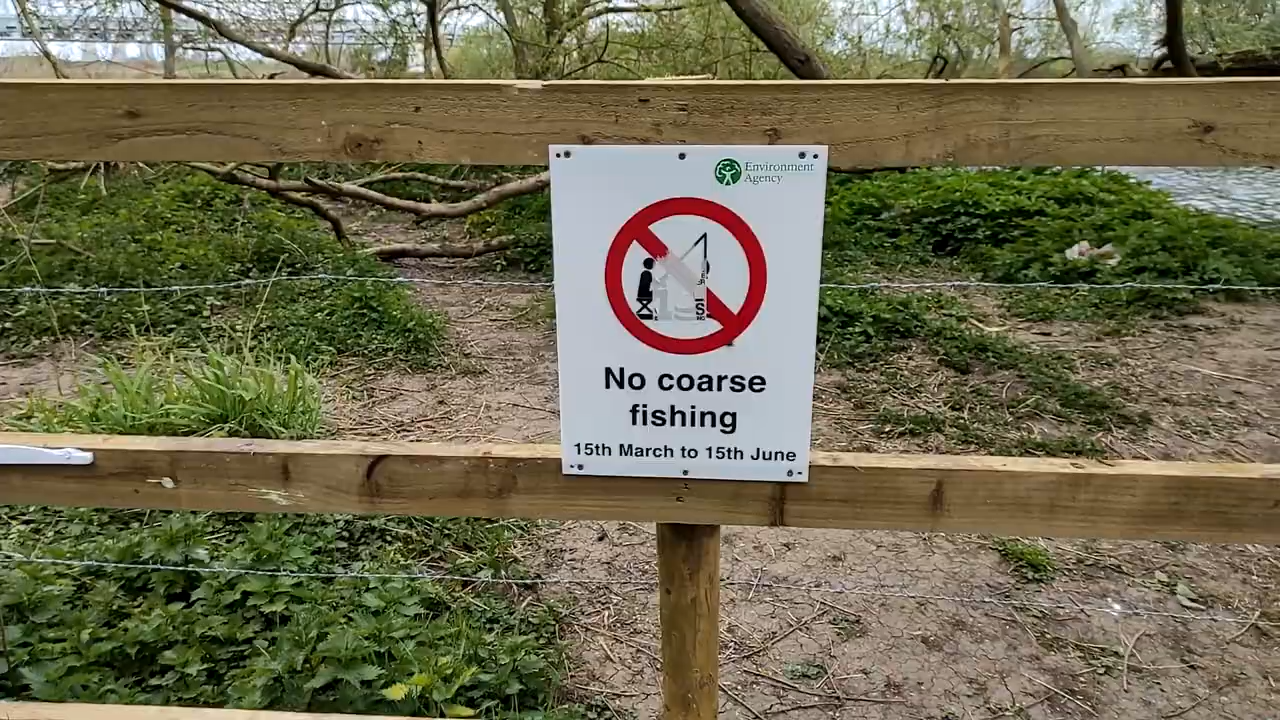 Environment
Agency
No coarse
fishing
15th March to 15th June